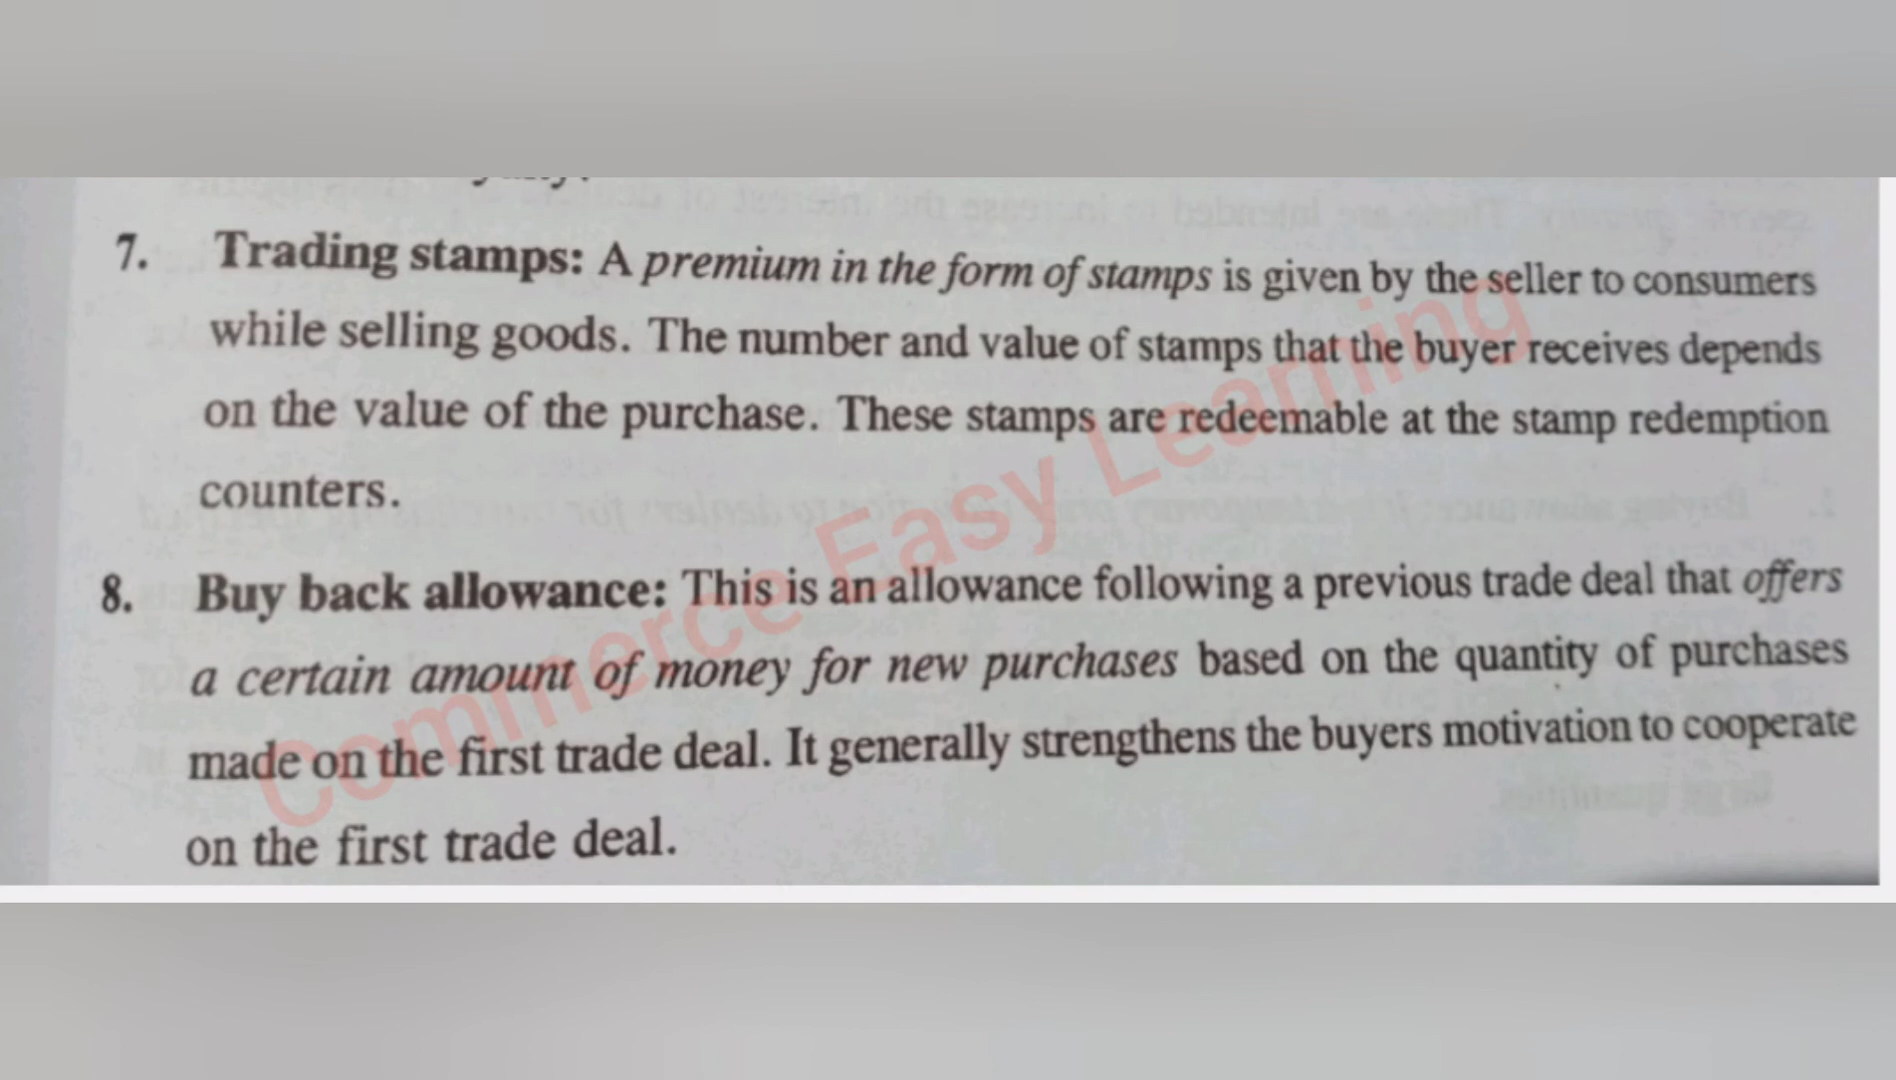 7. Trading stamps: A premium in the form of stamps is given by the seller to consumers
while selling goods. The number and value of stamps that the buyer receives depends
on the value of the purchase. These stamps are redeemable at the stamp redemption
counters.
8. Buy back allowance: This is an allowance following a previous trade deal that offers
a certain amount of money for new purchases based on the quantity of purchases
made on the first trade deal. It generally strengthens the buyers motivation to cooperate
on the first trade deal.
Commerce Easy Learning